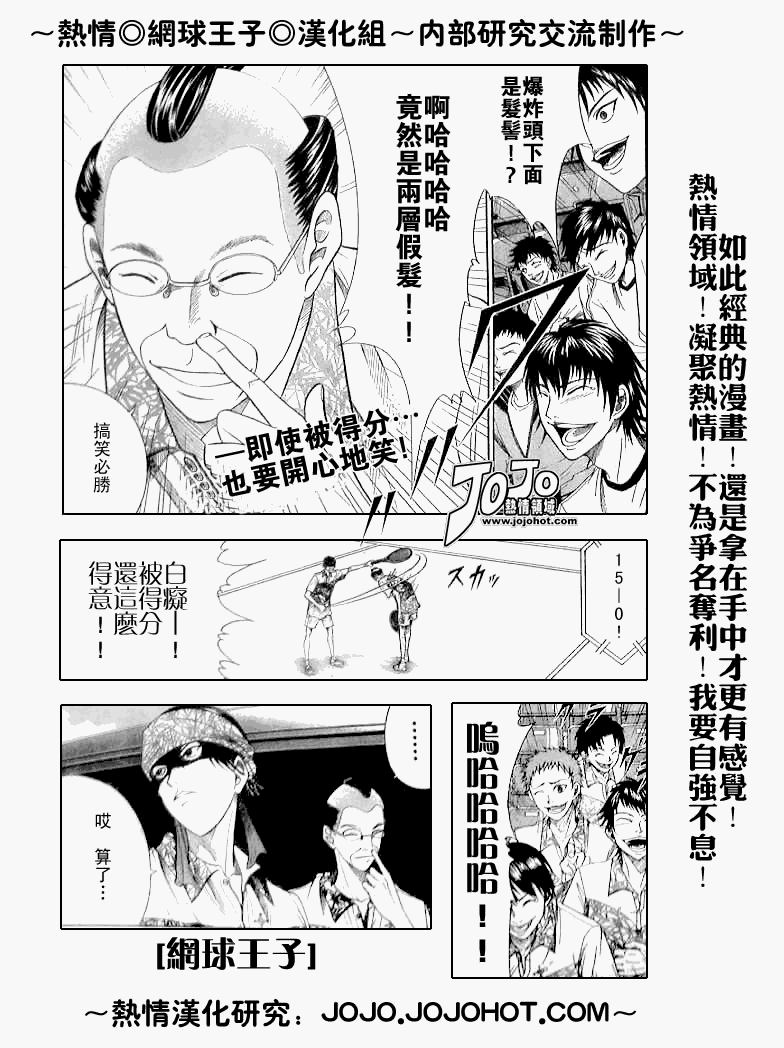 ～熱情◎網球王子◎漢化組～内部研究交流制作～
爆炸頭下面
是髮髻！？
啊哈哈哈哈
竟然是兩層假髮！！
搞笑必勝
—即使被得分…
也要開心地笑!
JOJO
熱情領域
www.jojohot.com
15—0！
スカッ
白癡—！
被得分
還這麽
得意！！
嗚哈哈哈哈哈！！
……
哎 算了…
如此經典的漫畫！還是拿在手中才更有感覺！
熱情領域！凝聚熱情！不為爭名奪利！我要自強不息！
[網球王子]
～熱情漢化研究：JOJO.JOJOHOT.COM～